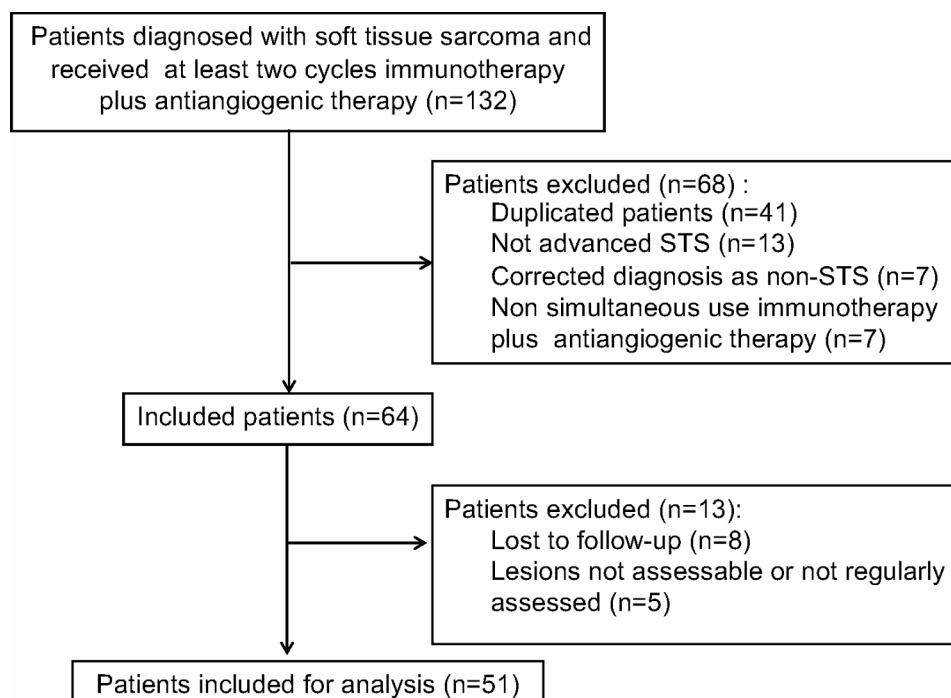 Patients diagnosed with soft tissue sarcoma and
received at least two cycles immunotherapy
plus antiangiogenic therapy (n=132)
Patients excluded (n=68) :
Duplicated patients (n=41)
Not advanced STS (n=13)
Corrected diagnosis as non-STS (n=7)
Non simultaneous use immunotherapy
plus antiangiogenic therapy (n=7)
Included patients (n=64)
Patients excluded (n=13):
Lost to follow-up (n=8)
Lesions not assessable or not regularly
assessed (n=5)
Patients included for analysis (n=51)